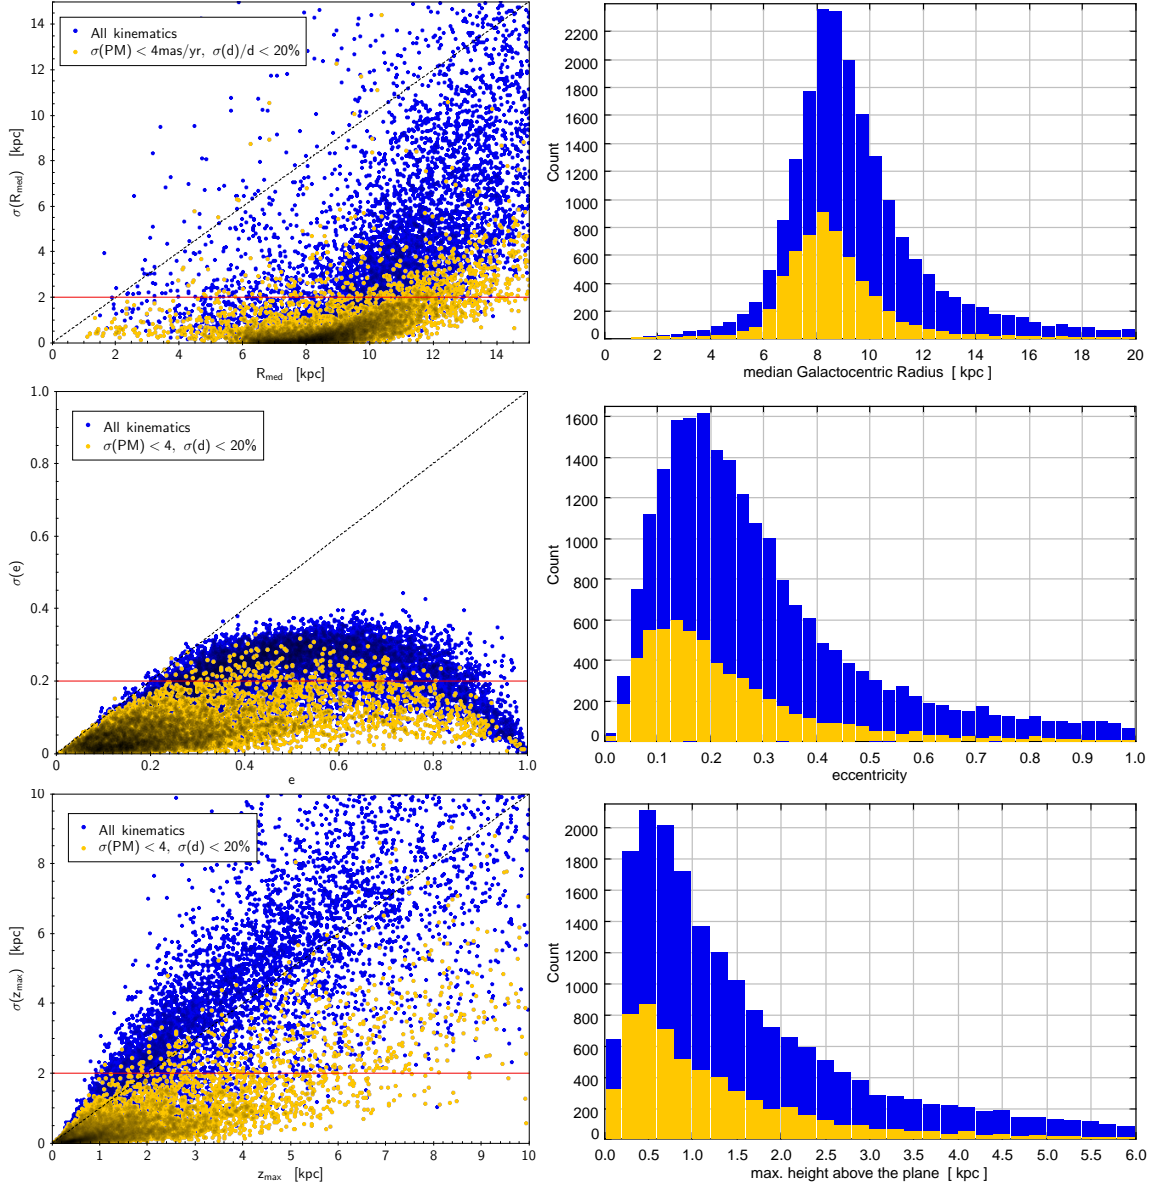 14
12
10
8
6
4
2
0
σ(R_med) [kpc]
All kinematics
σ(PM) < 4mas/yr, σ(d)/d < 20%
0 2 4 6 8 10 12 14
R_med [kpc]
2200
2000
1800
1600
1400
1200
1000
800
600
400
200
0
Count
0 2 4 6 8 10 12 14 16 18 20
median Galactocentric Radius [ kpc ]
1.0
0.8
0.6
0.4
0.2
0
σ(e)
All kinematics
σ(PM) < 4, σ(d) < 20%
0 0.2 0.4 0.6 0.8 1.0
e
1600
1400
1200
1000
800
600
400
200
0
Count
0.0 0.1 0.2 0.3 0.4 0.5 0.6 0.7 0.8 0.9 1.0
eccentricity
10
8
6
4
2
0
σ(z_max) [kpc]
All kinematics
σ(PM) < 4, σ(d) < 20%
0 1 2 3 4 5 6 7 8 9 10
z_max [kpc]
2000
1800
1600
1400
1200
1000
800
600
400
200
0
Count
0.0 0.5 1.0 1.5 2.0 2.5 3.0 3.5 4.0 4.5 5.0 5.5 6.0
max. height above the plane [ kpc ]